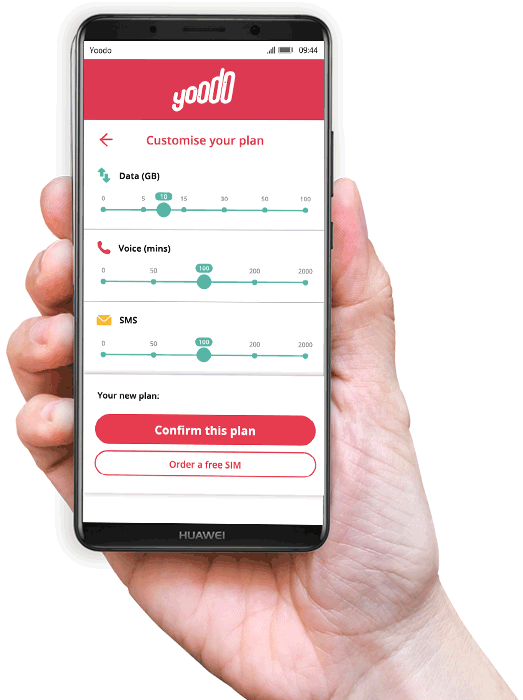 Yoodo 09:44
yoodo
Customise your plan
Data (GB)
0 5 10 15 30 50 100
Voice (mins)
0 50 100 200 2000
SMS
0 50 100 200 2000
Your new plan:
Confirm this plan
Order a free SIM
HUAWEI